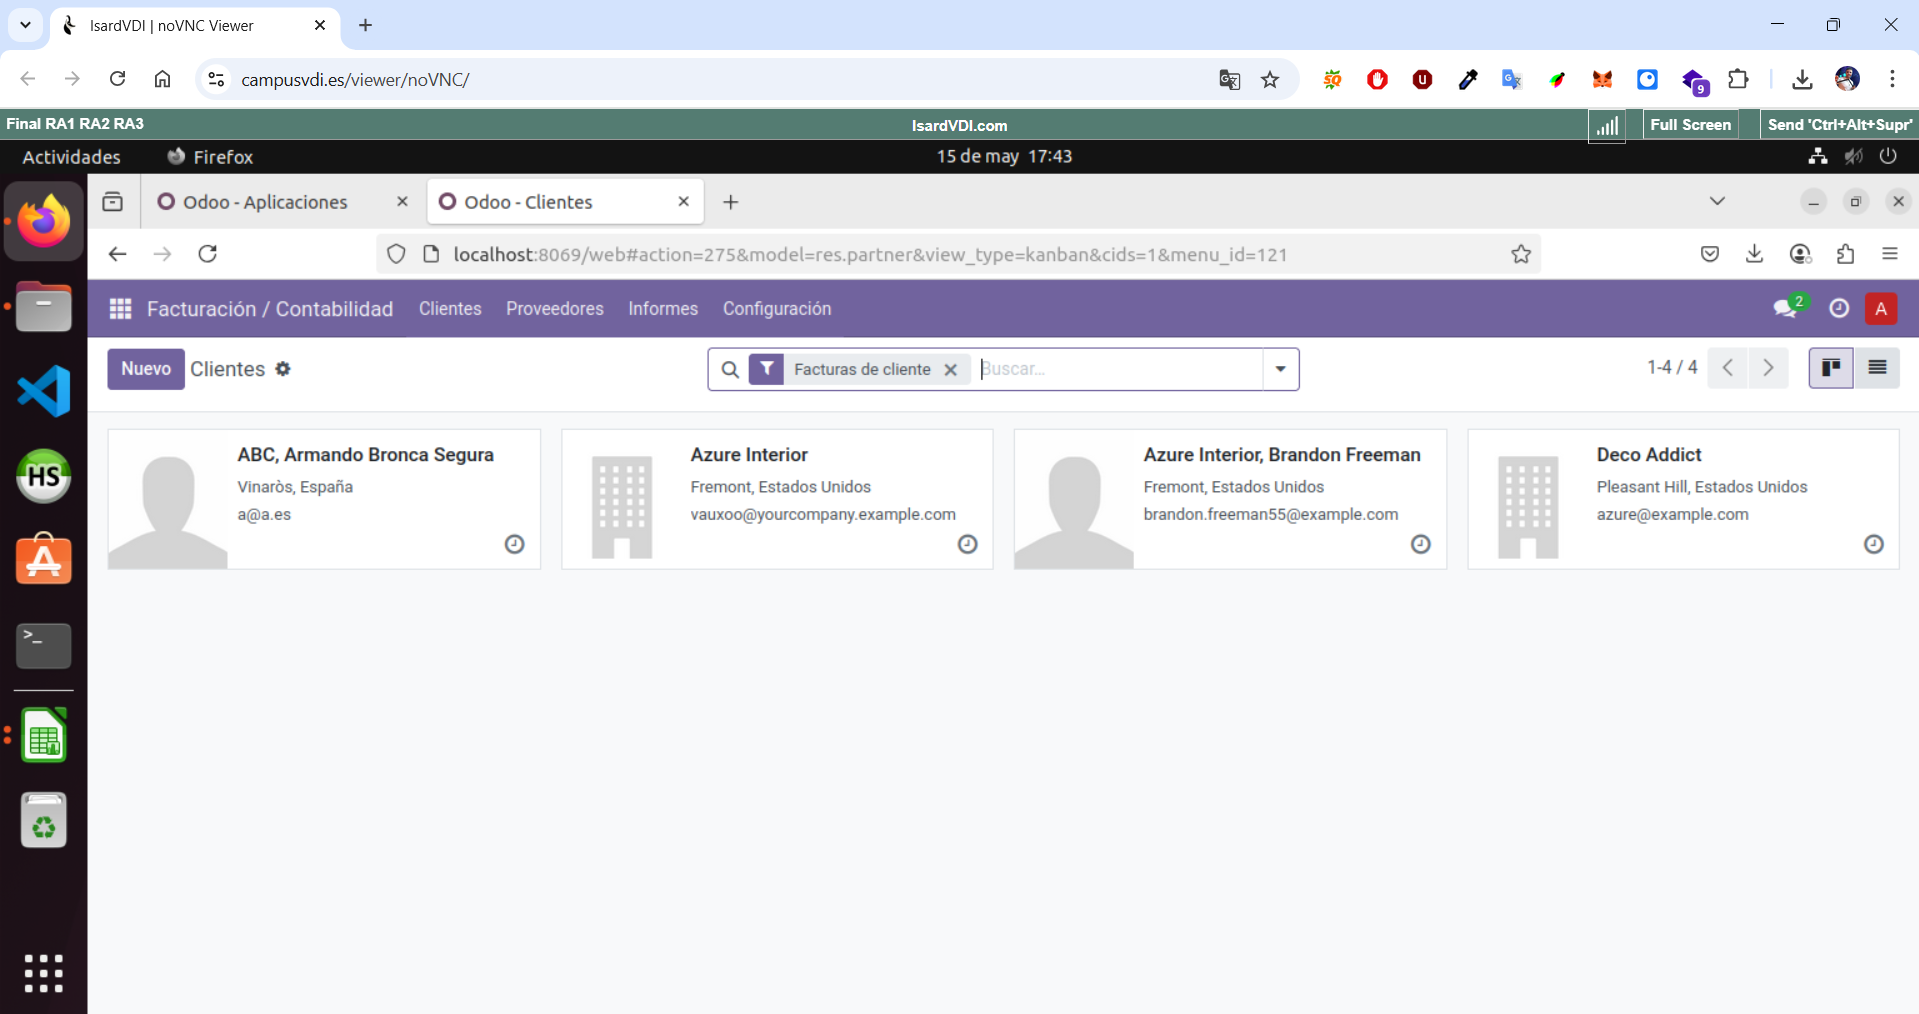 IsardVDI | noVNC Viewer
campusvdi.es/viewer/noVNC/
9
Final RA1 RA2 RA3
IsardVDI.com
Full Screen
Send 'Ctrl+Alt+Supr'
Actividades
Firefox
15 de may 17:43
Odoo - Aplicaciones
Odoo - Clientes
localhost:8069/web#action=275&model=res.partner&view_type=kanban&cids=1&menu_id=121
Facturación / Contabilidad
Clientes
Proveedores
Informes
Configuración
2
A
Nuevo
Clientes
Facturas de cliente
Buscar...
1-4 / 4
ABC, Armando Bronca Segura
Vinaròs, España
a@a.es
Azure Interior
Fremont, Estados Unidos
vauxoo@yourcompany.example.com
Azure Interior, Brandon Freeman
Fremont, Estados Unidos
brandon.freeman55@example.com
Deco Addict
Pleasant Hill, Estados Unidos
azure@example.com
HS
>_